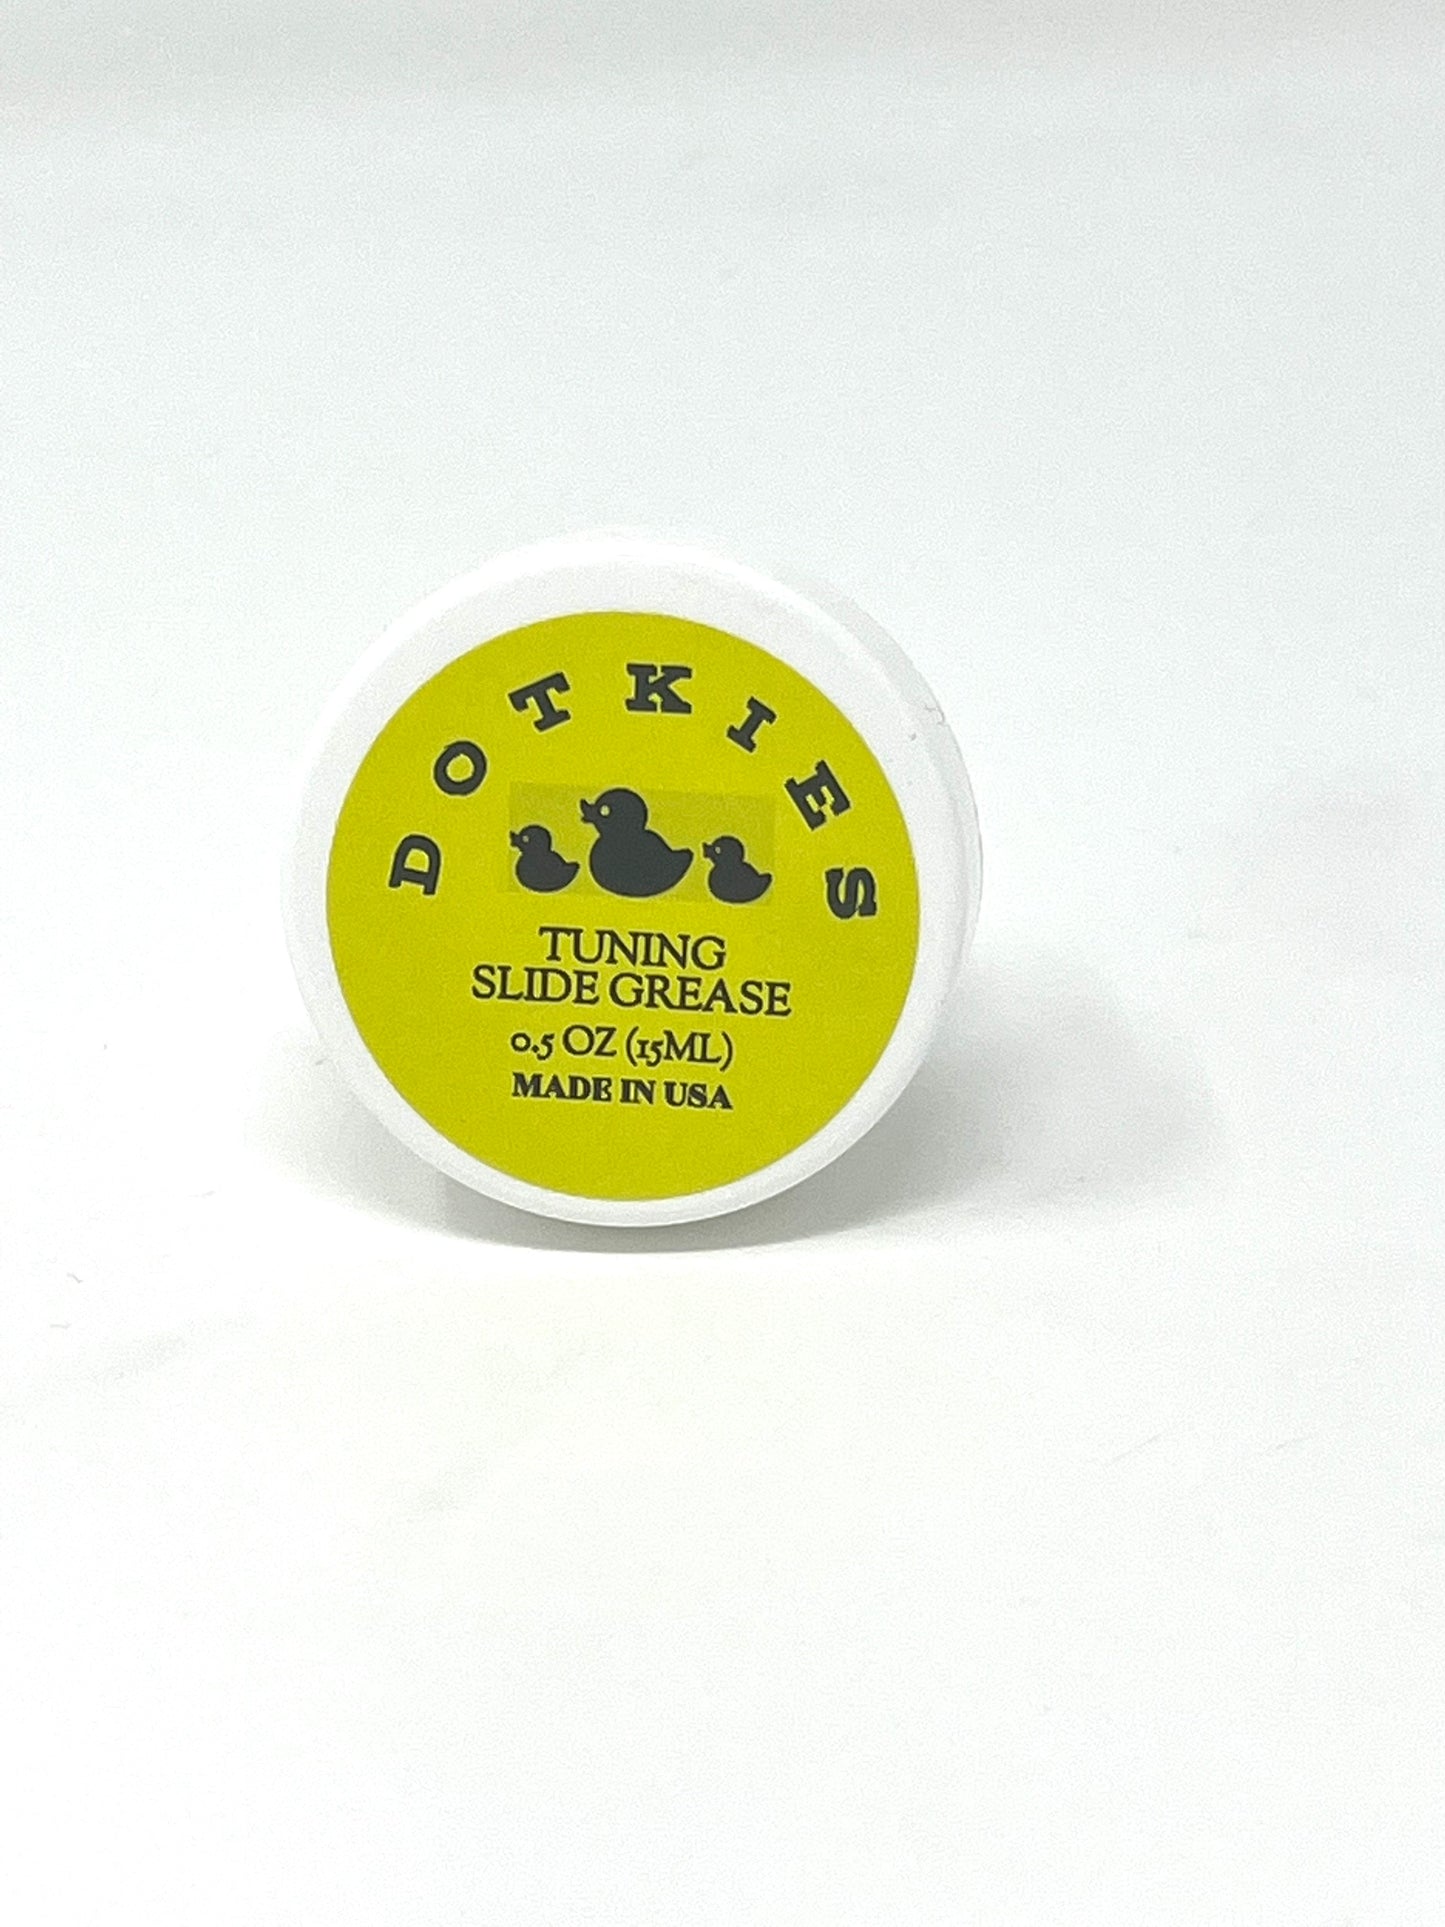 DOTKIES
TUNING
SLIDE GREASE
0.5 OZ (15ML)
MADE IN USA